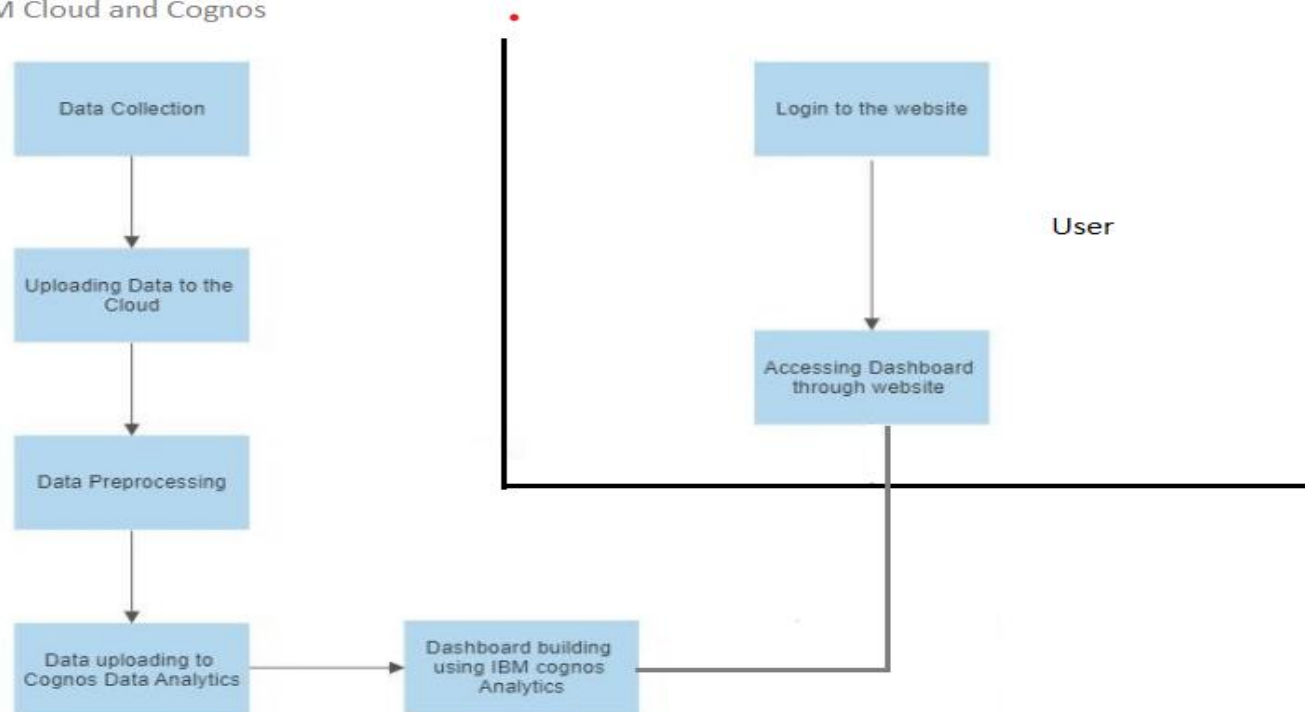 M Cloud and Cognos
Data Collection
Uploading Data to the
Cloud
Data Preprocessing
Data uploading to
Cognos Data Analytics
Dashboard building
using IBM cognos
Analytics
Login to the website
User
Accessing Dashboard
through website